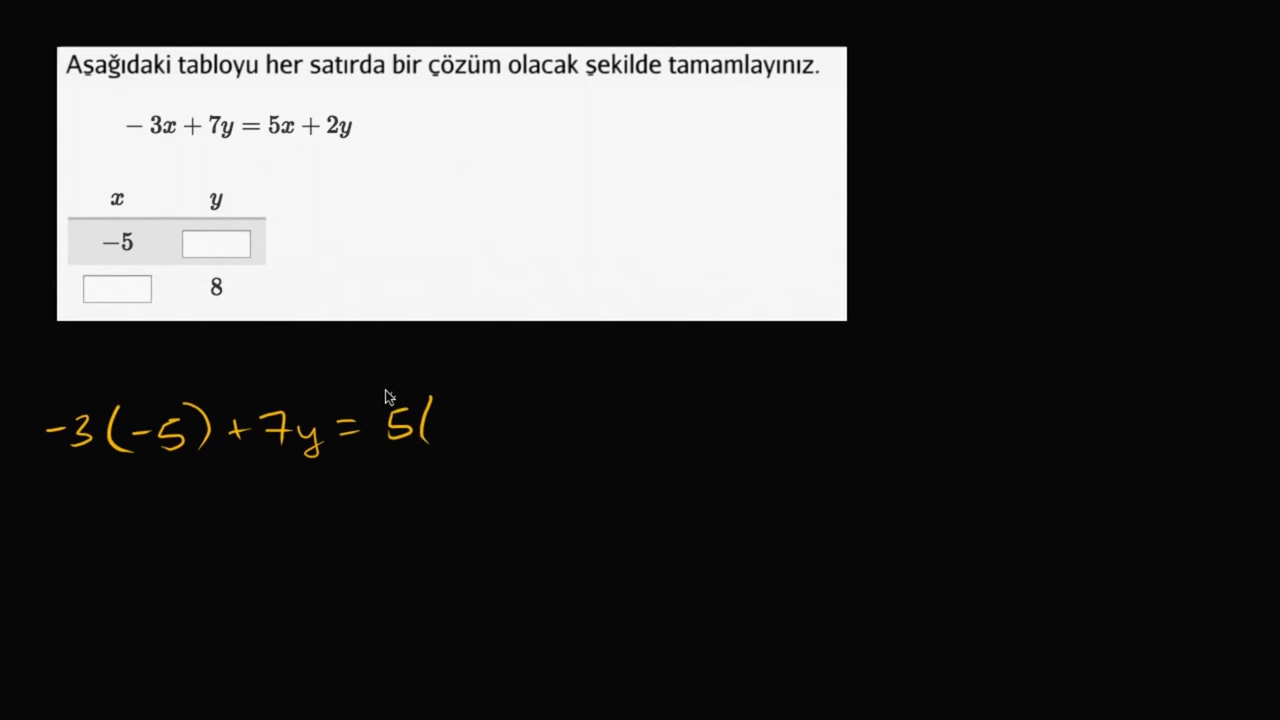 Aşağıdaki tabloyu her satırda bir çözüm olacak şekilde tamamlayınız.
− 3x + 7y = 5x + 2y
x y
−5
8
-3(-5)+7y = 5(